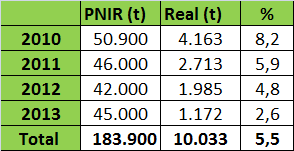 PNIR (t) Real (t) %
2010 50.900 4.163 8,2
2011 46.000 2.713 5,9
2012 42.000 1.985 4,8
2013 45.000 1.172 2,6
Total 183.900 10.033 5,5